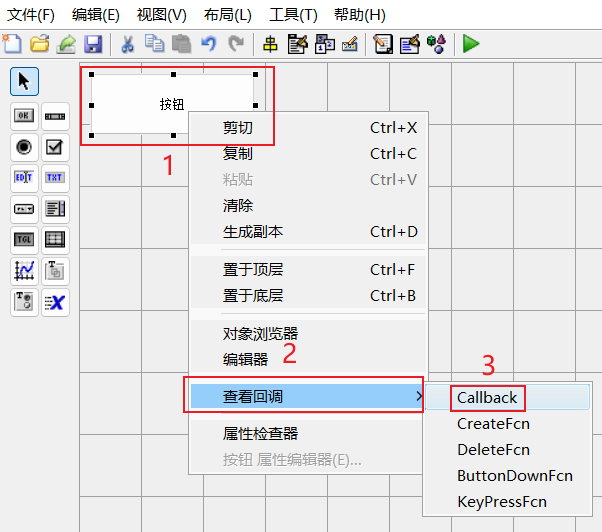 文件(F) 编辑(E) 视图(V) 布局(L) 工具(T) 帮助(H)
OK
EDIT TXT
TGL
按钮
1
剪切 Ctrl+X
复制 Ctrl+C
粘贴 Ctrl+V
清除
生成副本 Ctrl+D
置于顶层 Ctrl+F
置于底层 Ctrl+B
对象浏览器
编辑器
2
查看回调
3
属性检查器
按钮 属性编辑器(E)...
Callback
CreateFcn
DeleteFcn
ButtonDownFcn
KeyPressFcn